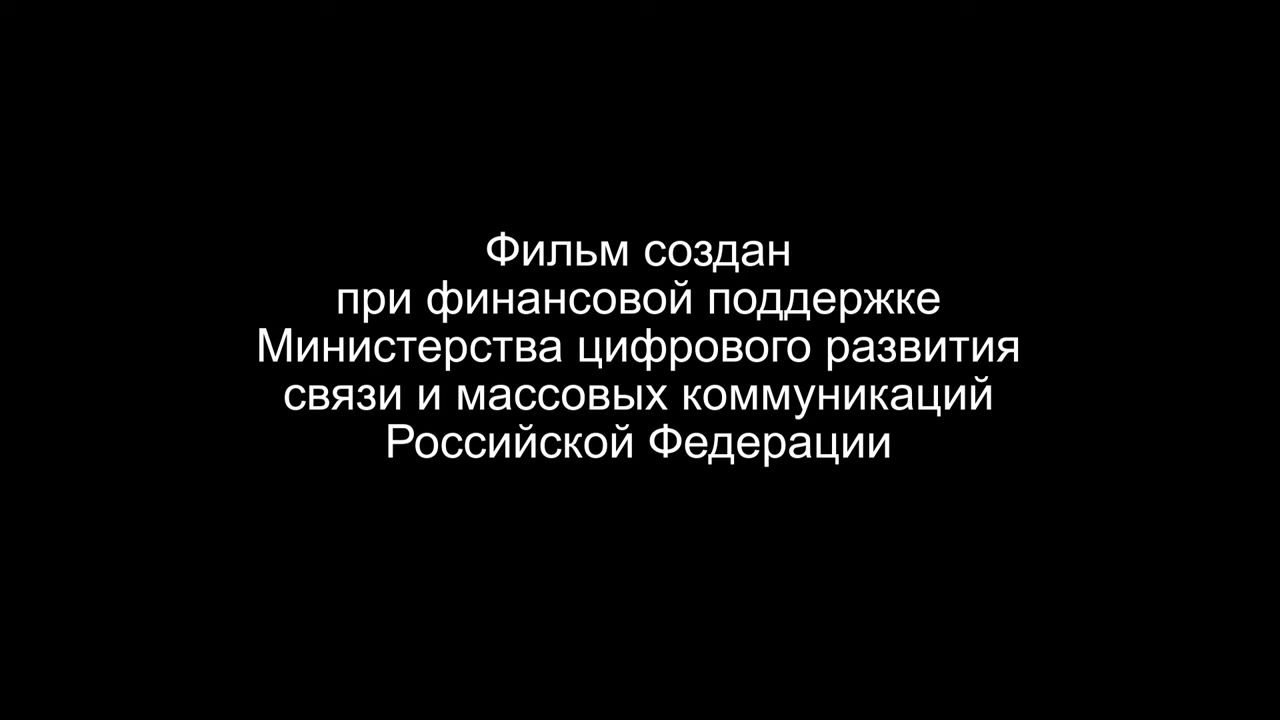 Фильм создан
при финансовой поддержке
Министерства цифрового развития
связи и массовых коммуникаций
Российской Федерации